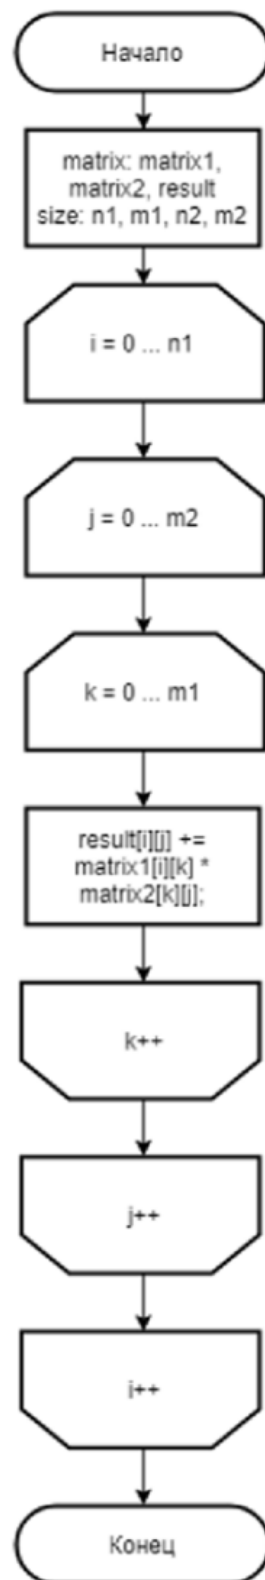 Начало
matrix: matrix1,
matrix2, result
size: n1, m1, n2, m2
i = 0 ... n1
j = 0 ... m2
k = 0 ... m1
result[i][j] +=
matrix1[i][k] *
matrix2[k][j];
k++
j++
i++
Конец